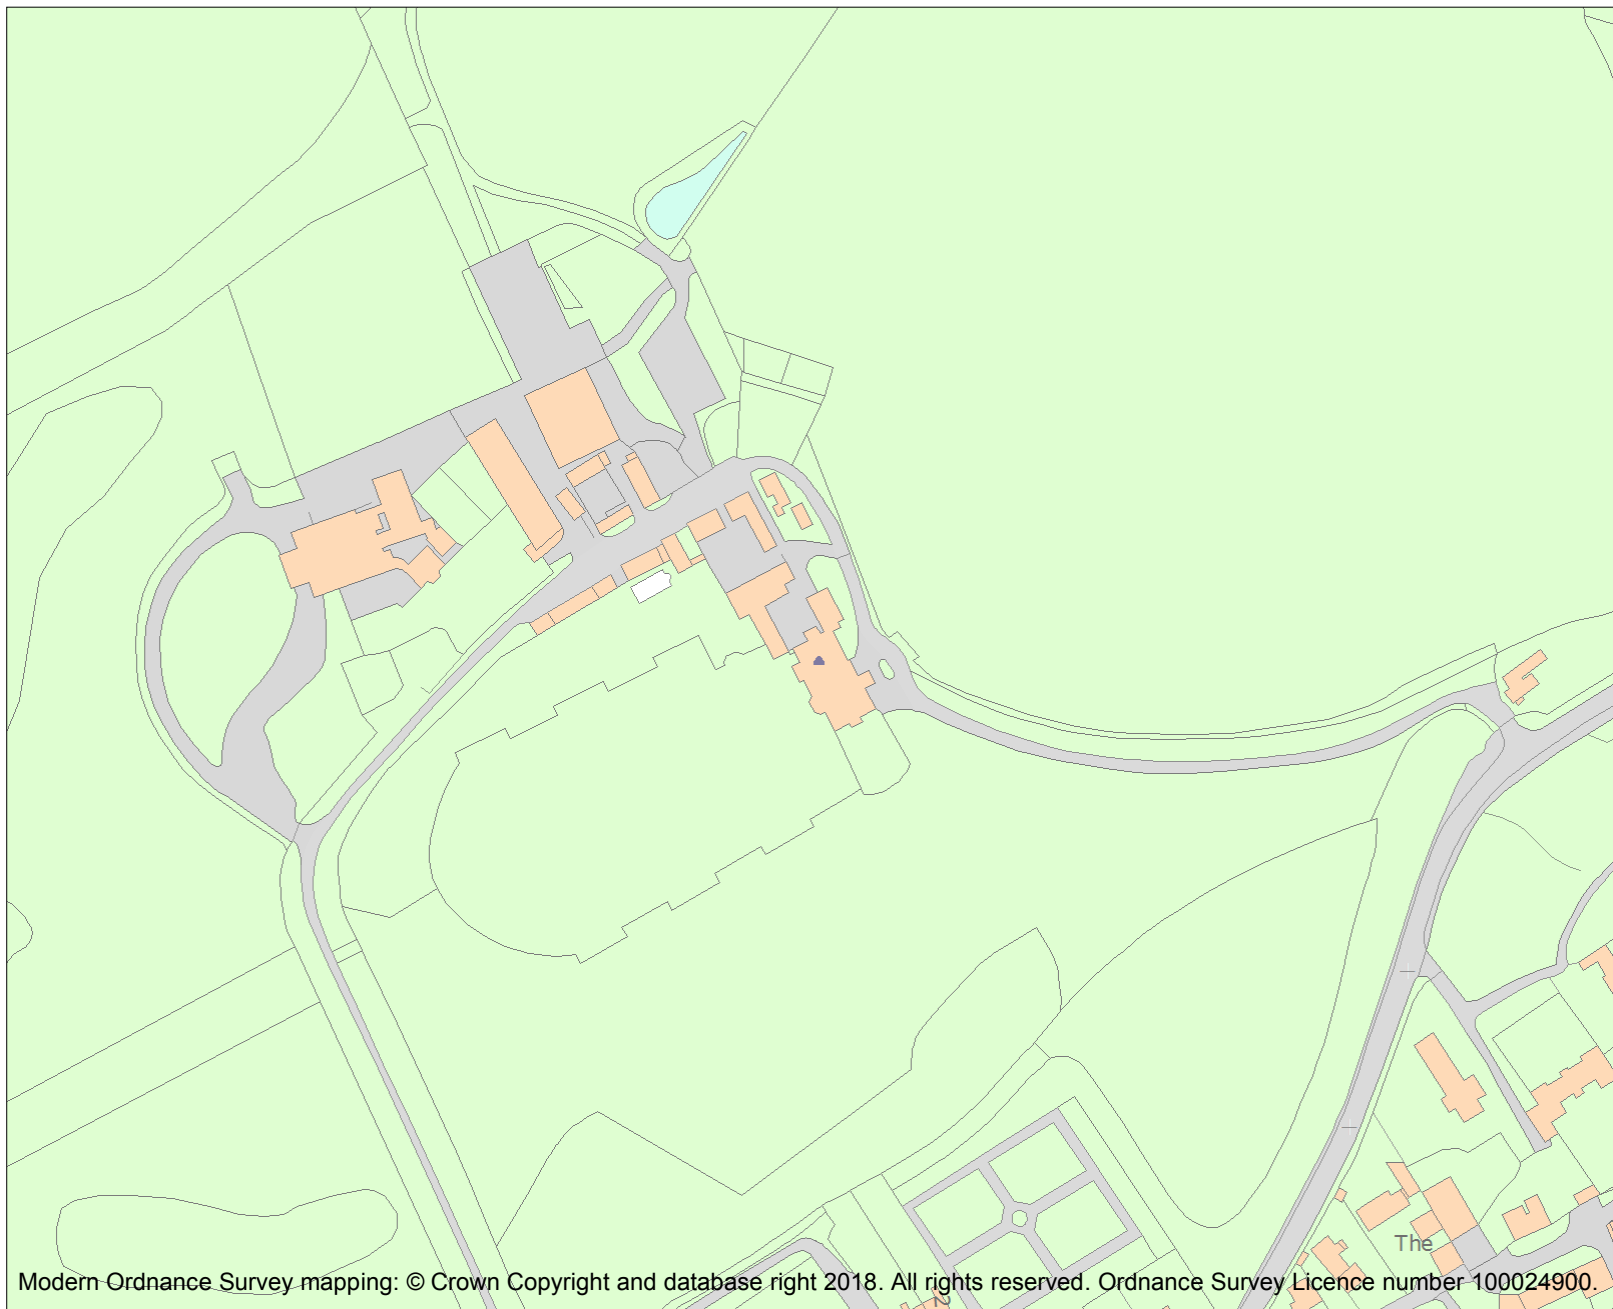 The
Modern Ordnance Survey mapping: © Crown Copyright and database right 2018. All rights reserved. Ordnance Survey Licence number 100024900.